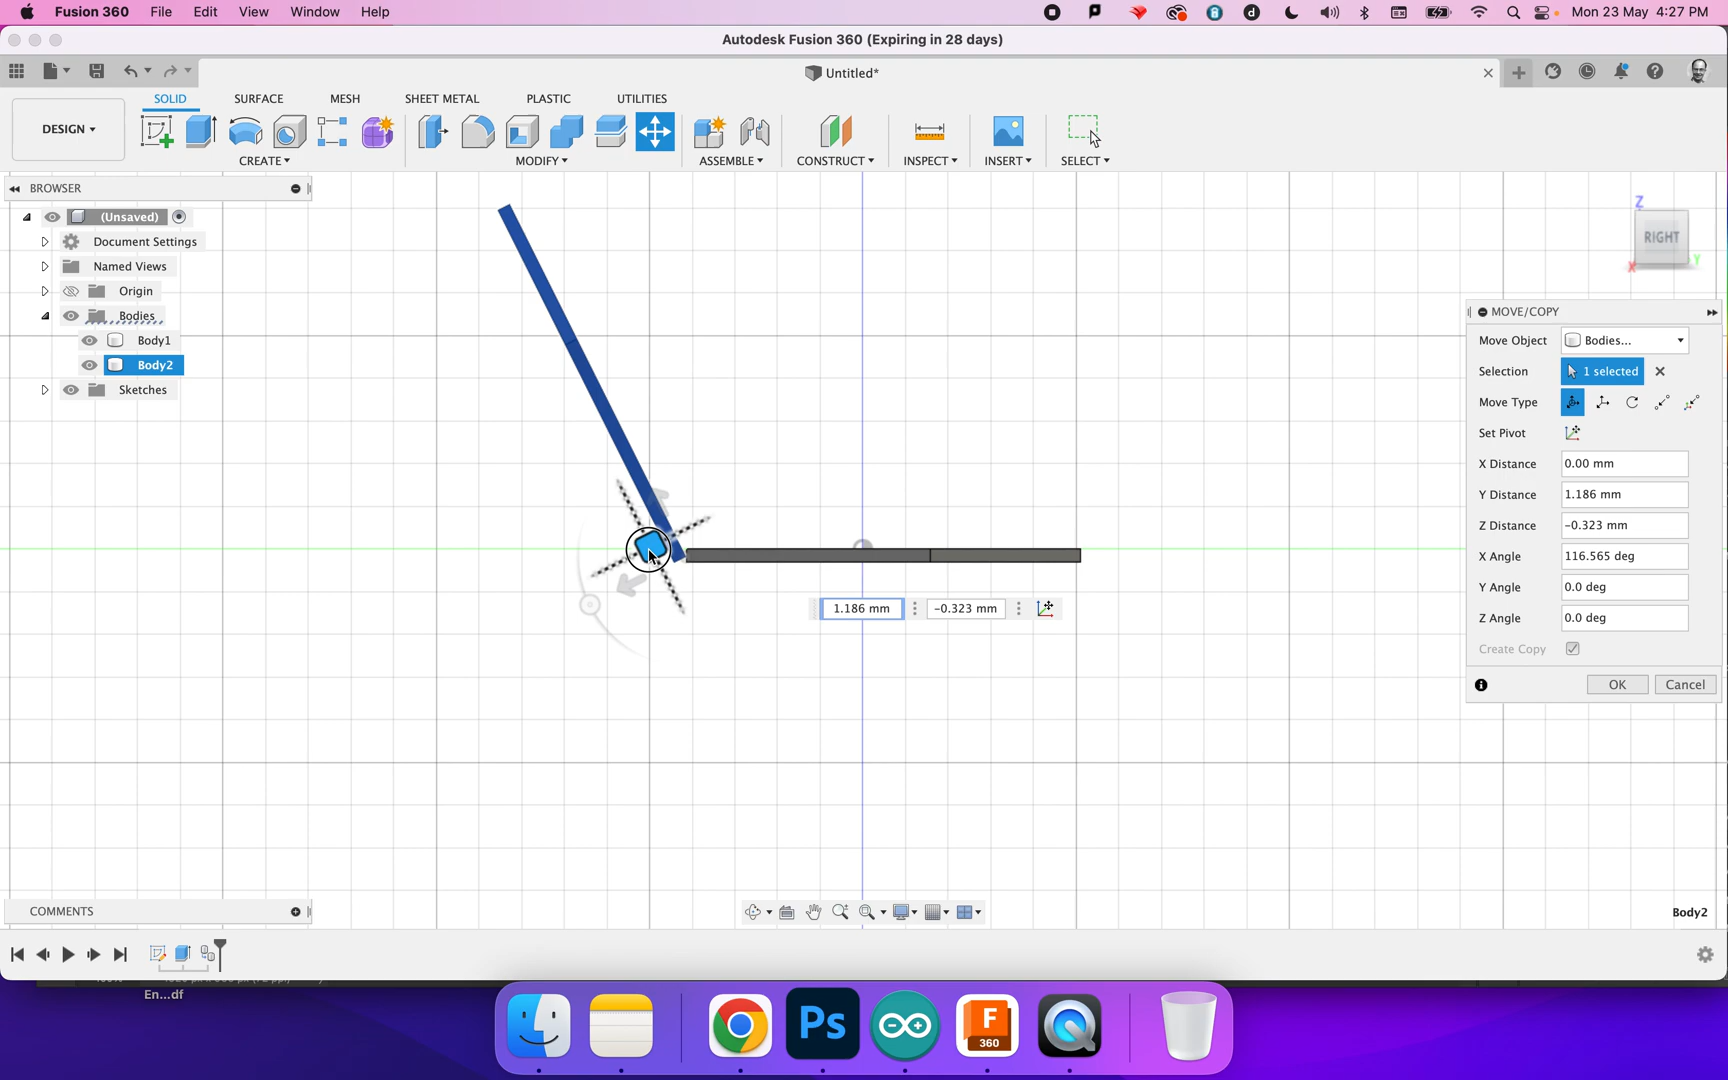 Fusion 360 File Edit View Window Help Mon 23 May 4:27 PM
Autodesk Fusion 360 (Expiring in 28 days)
Untitled*
SOLID SURFACE MESH SHEET METAL PLASTIC UTILITIES
DESIGN
CREATE MODIFY ASSEMBLE CONSTRUCT INSPECT INSERT SELECT
BROWSER
(Unsaved)
Document Settings
Named Views
Origin
Bodies
Body1
Body2
Sketches
Z
RIGHT
X Y
MOVE/COPY
Move Object Bodies...
Selection 1 selected
Move Type
Set Pivot
X Distance 0.00 mm
Y Distance 1.186 mm
Z Distance -0.323 mm
X Angle 116.565 deg
Y Angle 0.0 deg
Z Angle 0.0 deg
Create Copy
OK Cancel
1.186 mm -0.323 mm
COMMENTS
Body2
En...df
Ps
F
360